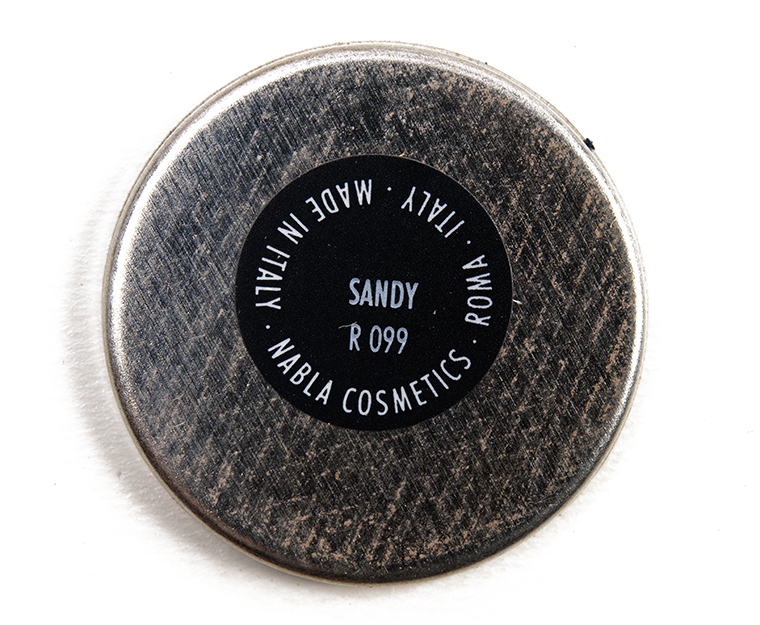 SANDY
R 099
NABLA COSMETICS · ROMA · ITALY · MADE IN ITALY ·